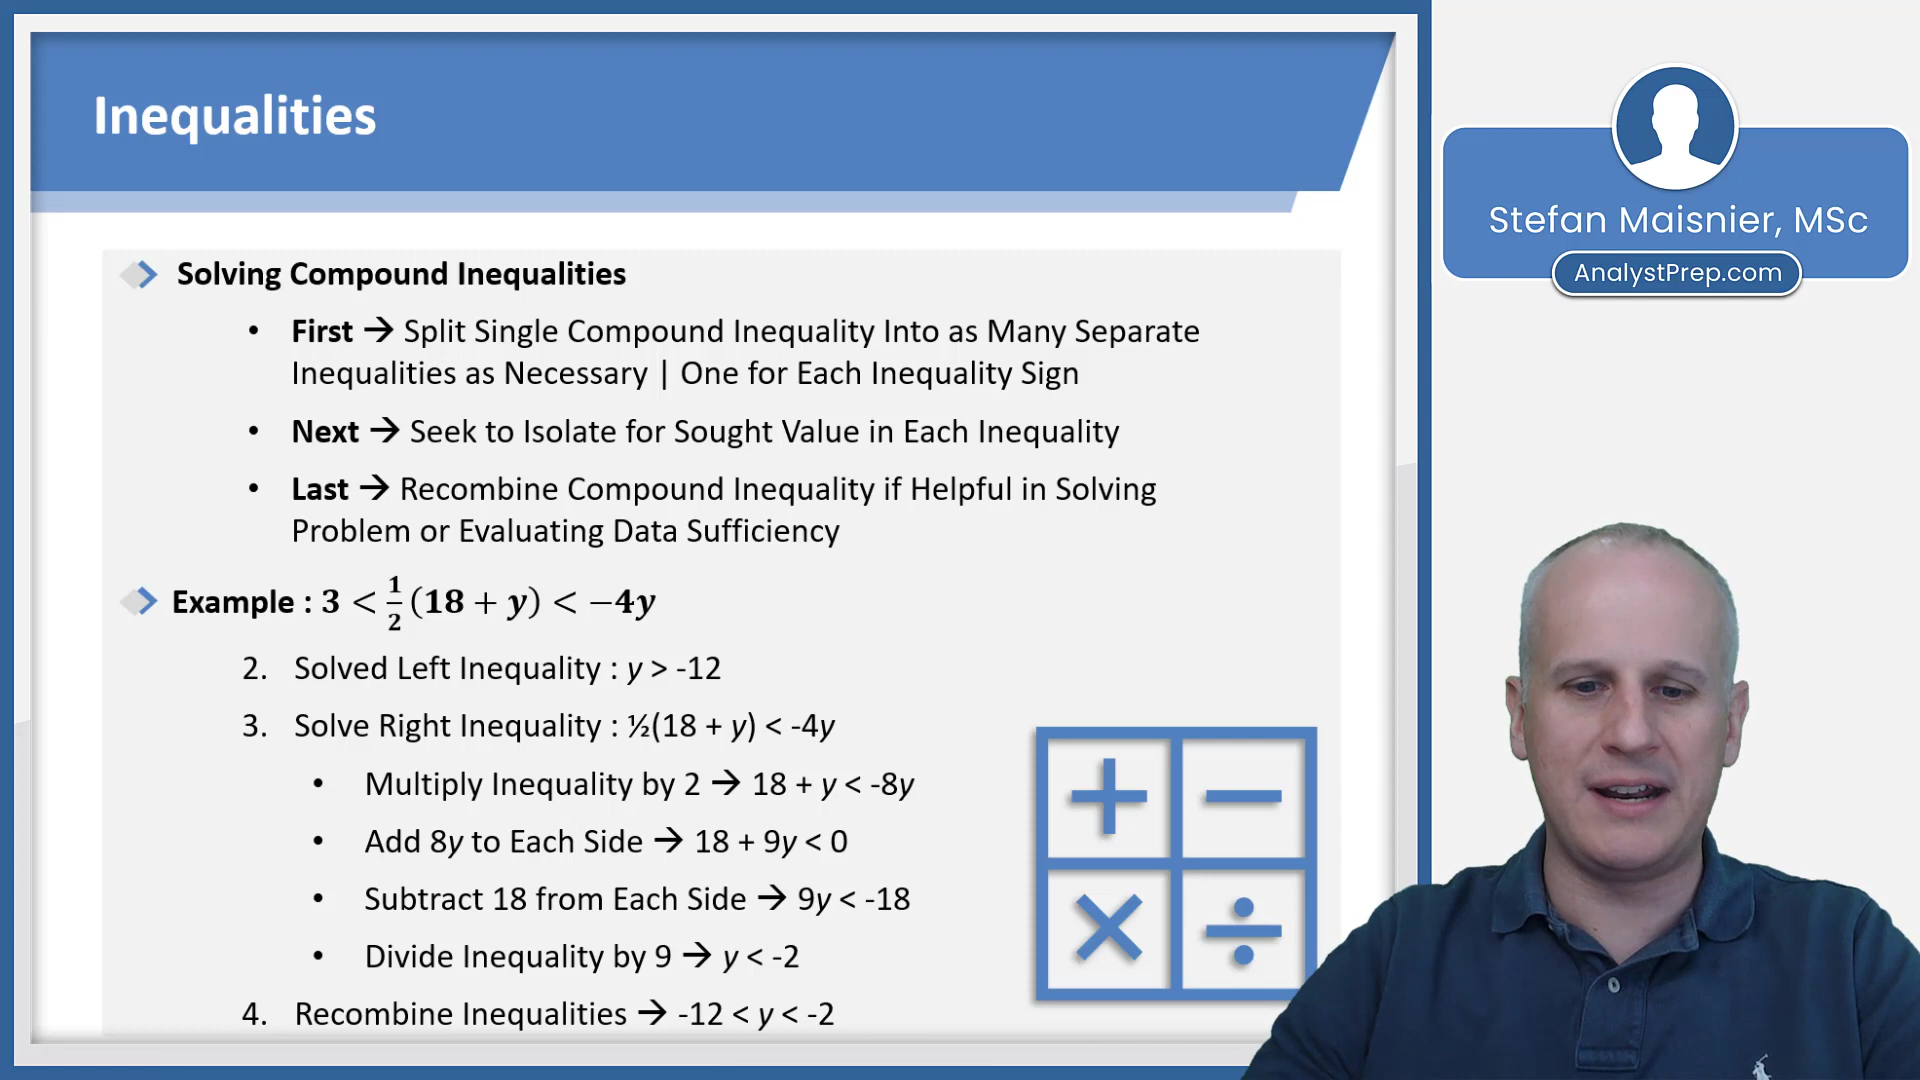 Inequalities
Solving Compound Inequalities
• First → Split Single Compound Inequality Into as Many Separate
Inequalities as Necessary | One for Each Inequality Sign
• Next → Seek to Isolate for Sought Value in Each Inequality
• Last → Recombine Compound Inequality if Helpful in Solving
Problem or Evaluating Data Sufficiency
Example : 3 < 1/2 (18 + y) < −4y
2. Solved Left Inequality : y > -12
3. Solve Right Inequality : ½(18 + y) < -4y
• Multiply Inequality by 2 → 18 + y < -8y
• Add 8y to Each Side → 18 + 9y < 0
• Subtract 18 from Each Side → 9y < -18
• Divide Inequality by 9 → y < -2
4. Recombine Inequalities → -12 < y < -2
+ −
× ÷
Stefan Maisnier, MSc
AnalystPrep.com